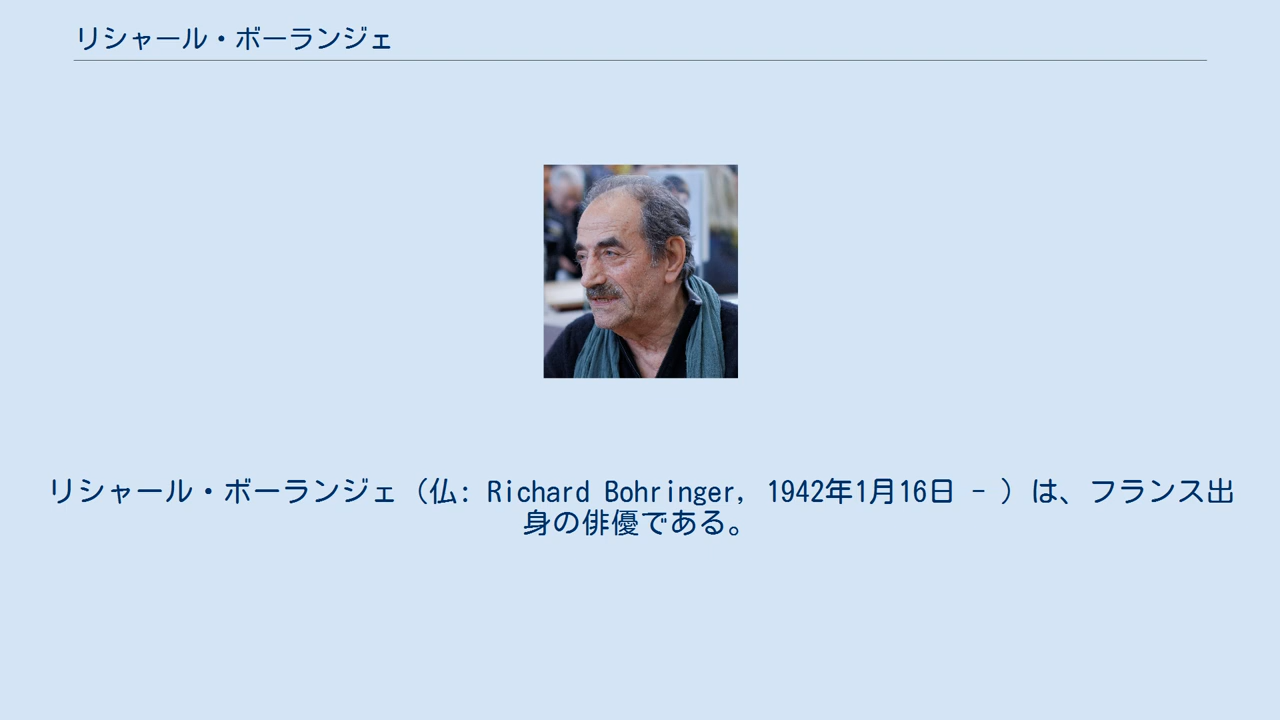 リシャール・ボーランジェ
リシャール・ボーランジェ（仏: Richard Bohringer, 1942年1月16日 - ）は、フランス出
身の俳優である。